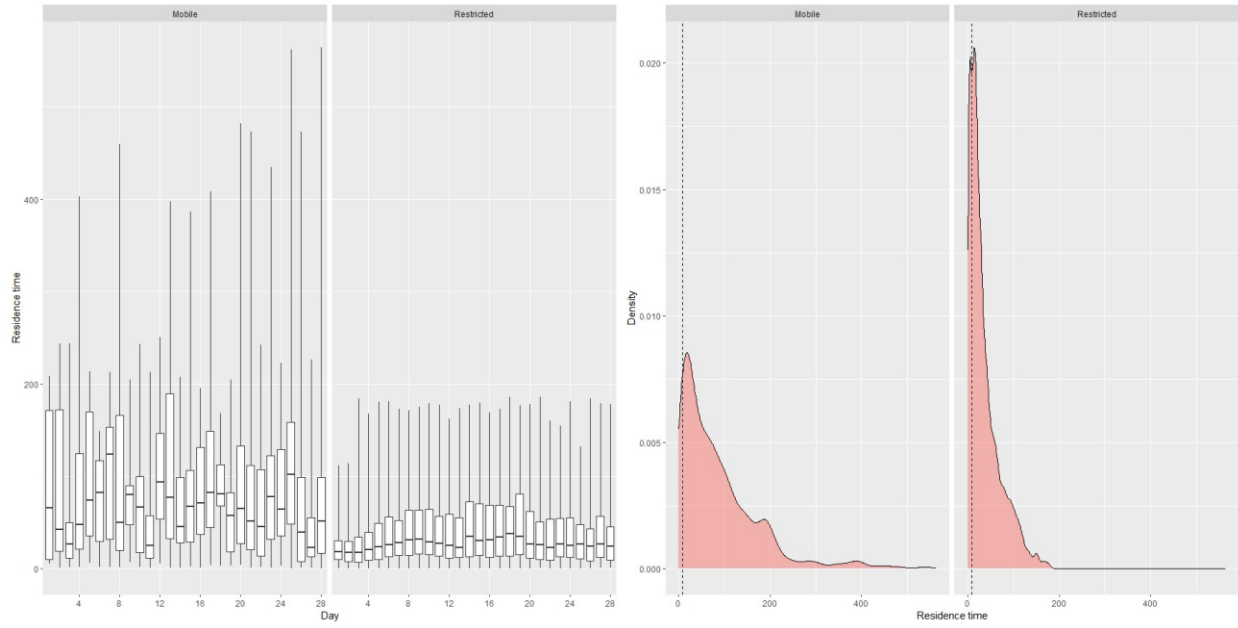 Mobile
Restricted
Residence time
400
200
0
4 8 12 16 20 24 28
4 8 12 16 20 24 28
Day
Mobile
Restricted
Density
0.020
0.015
0.010
0.005
0.000
0 200 400
0 200 400
Residence time